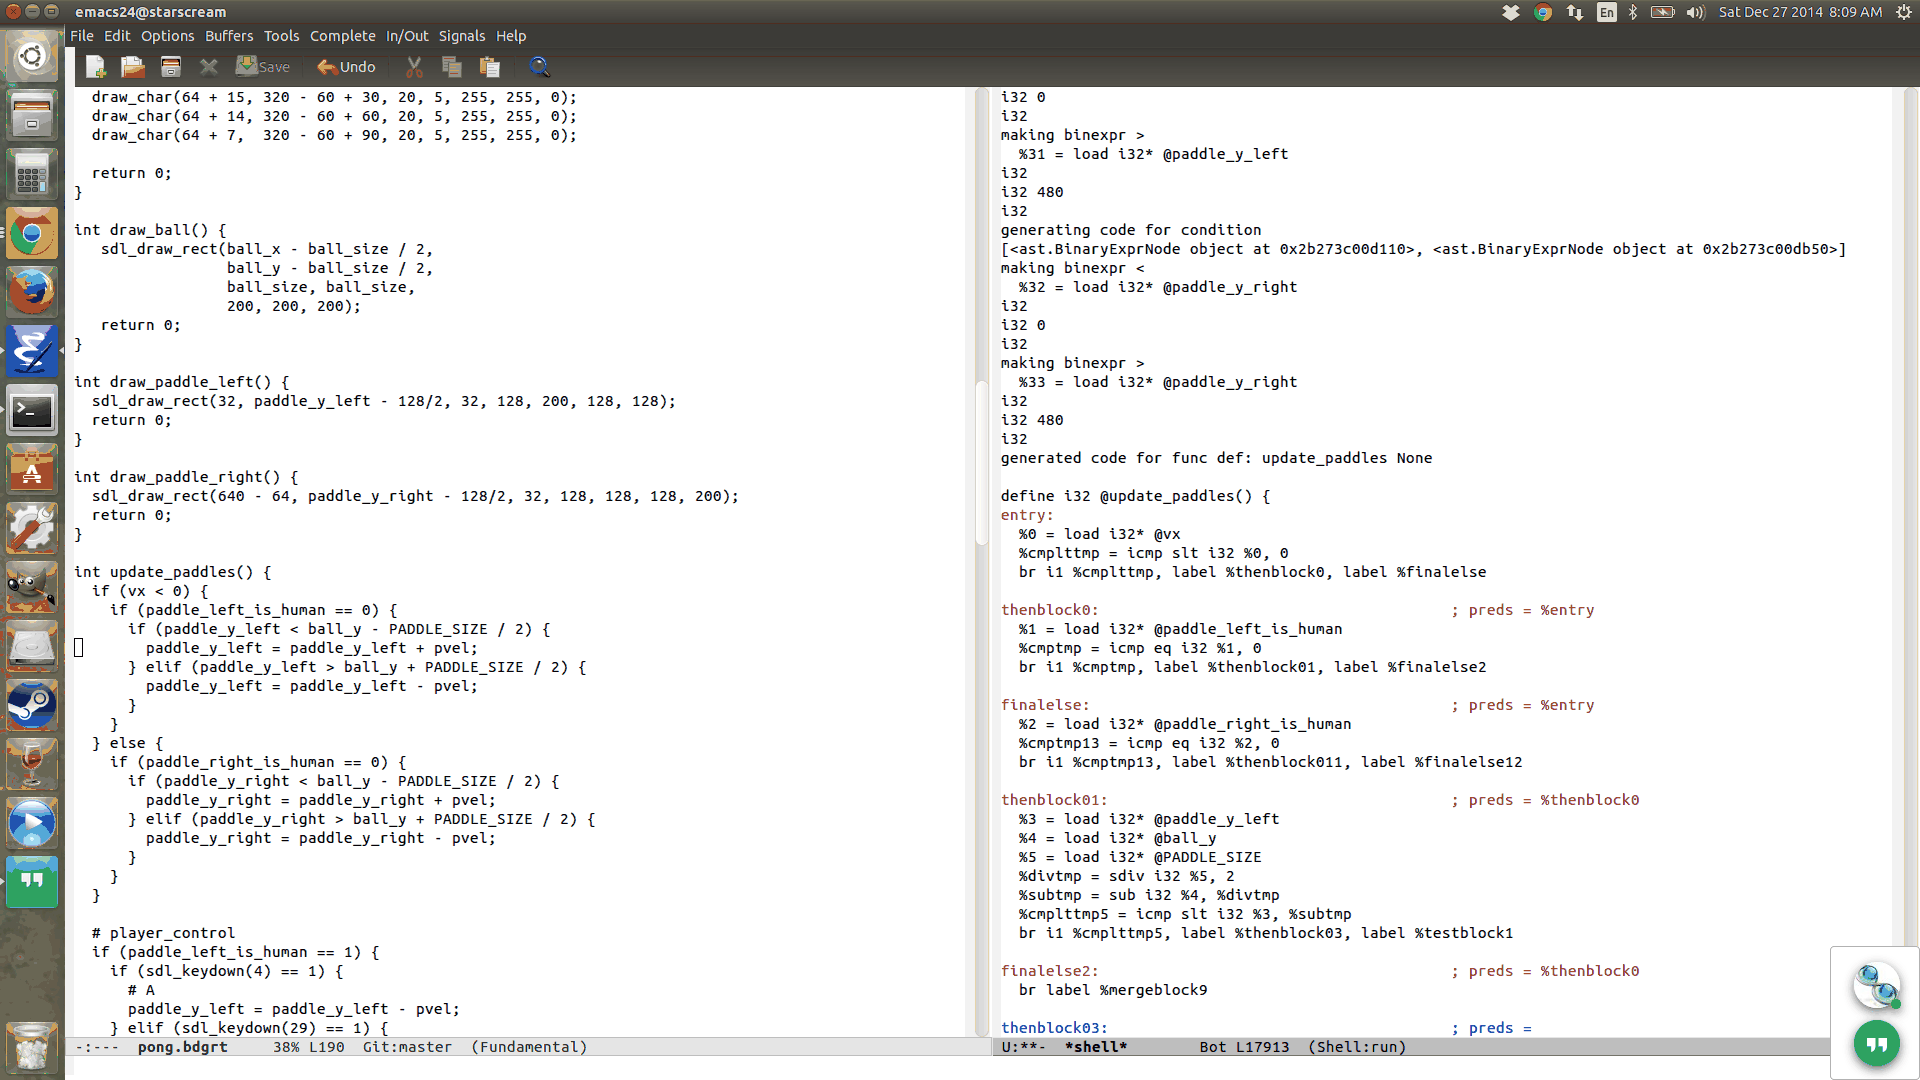 emacs24@starscream
En
Sat Dec 27 2014 8:09 AM
File Edit Options Buffers Tools Complete In/Out Signals Help
Save Undo
  draw_char(64 + 15, 320 - 60 + 30, 20, 5, 255, 255, 0);
  draw_char(64 + 14, 320 - 60 + 60, 20, 5, 255, 255, 0);
  draw_char(64 + 7,  320 - 60 + 90, 20, 5, 255, 255, 0);
  return 0;
}
int draw_ball() {
   sdl_draw_rect(ball_x - ball_size / 2,
                 ball_y - ball_size / 2,
                 ball_size, ball_size,
                 200, 200, 200);
   return 0;
}
int draw_paddle_left() {
  sdl_draw_rect(32, paddle_y_left - 128/2, 32, 128, 200, 128, 128);
  return 0;
}
int draw_paddle_right() {
  sdl_draw_rect(640 - 64, paddle_y_right - 128/2, 32, 128, 128, 128, 200);
  return 0;
}
int update_paddles() {
  if (vx < 0) {
    if (paddle_left_is_human == 0) {
      if (paddle_y_left < ball_y - PADDLE_SIZE / 2) {
        paddle_y_left = paddle_y_left + pvel;
      } elif (paddle_y_left > ball_y + PADDLE_SIZE / 2) {
        paddle_y_left = paddle_y_left - pvel;
      }
    }
  } else {
    if (paddle_right_is_human == 0) {
      if (paddle_y_right < ball_y - PADDLE_SIZE / 2) {
        paddle_y_right = paddle_y_right + pvel;
      } elif (paddle_y_right > ball_y + PADDLE_SIZE / 2) {
        paddle_y_right = paddle_y_right - pvel;
      }
    }
  }
  # player_control
  if (paddle_left_is_human == 1) {
    if (sdl_keydown(4) == 1) {
      # A
      paddle_y_left = paddle_y_left - pvel;
    } elif (sdl_keydown(29) == 1) {
-:--- pong.bdgrt 38% L190 Git:master (Fundamental)
i32 0
i32
making binexpr >
  %31 = load i32* @paddle_y_left
i32
i32 480
i32
generating code for condition
[<ast.BinaryExprNode object at 0x2b273c00d110>, <ast.BinaryExprNode object at 0x2b273c00db50>]
making binexpr <
  %32 = load i32* @paddle_y_right
i32
i32 0
i32
making binexpr >
  %33 = load i32* @paddle_y_right
i32
i32 480
i32
generated code for func def: update_paddles None
define i32 @update_paddles() {
entry:
  %0 = load i32* @vx
  %cmplttmp = icmp slt i32 %0, 0
  br i1 %cmplttmp, label %thenblock0, label %finalelse
thenblock0: ; preds = %entry
  %1 = load i32* @paddle_left_is_human
  %cmptmp = icmp eq i32 %1, 0
  br i1 %cmptmp, label %thenblock01, label %finalelse2
finalelse: ; preds = %entry
  %2 = load i32* @paddle_right_is_human
  %cmptmp13 = icmp eq i32 %2, 0
  br i1 %cmptmp13, label %thenblock011, label %finalelse12
thenblock01: ; preds = %thenblock0
  %3 = load i32* @paddle_y_left
  %4 = load i32* @ball_y
  %5 = load i32* @PADDLE_SIZE
  %divtmp = sdiv i32 %5, 2
  %subtmp = sub i32 %4, %divtmp
  %cmplttmp5 = icmp slt i32 %3, %subtmp
  br i1 %cmplttmp5, label %thenblock03, label %testblock1
finalelse2: ; preds = %thenblock0
  br label %mergeblock9
thenblock03: ; preds =
U:**- *shell* Bot L17913 (Shell:run)